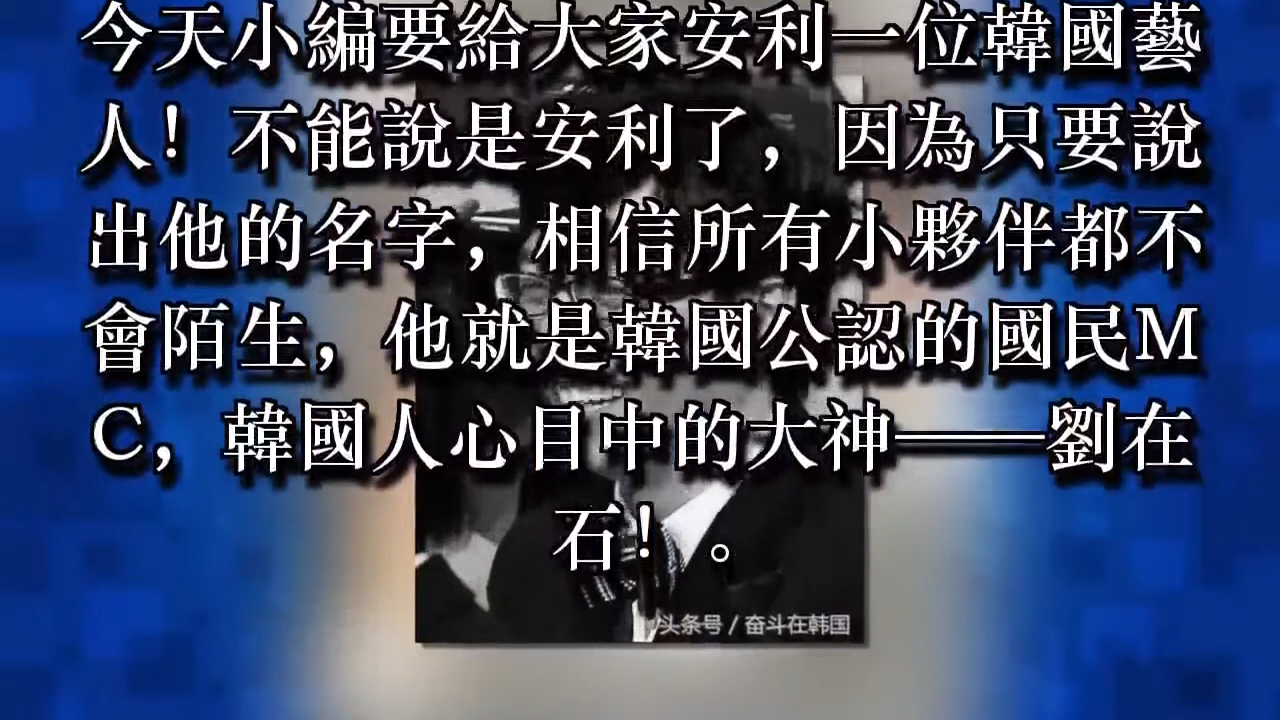 今天小編要給大家安利一位韓國藝
人！不能說是安利了，因為只要說
出他的名字，相信所有小夥伴都不
會陌生，他就是韓國公認的國民M
C，韓國人心目中的大神——劉在
石！。
头条号 / 奋斗在韩国